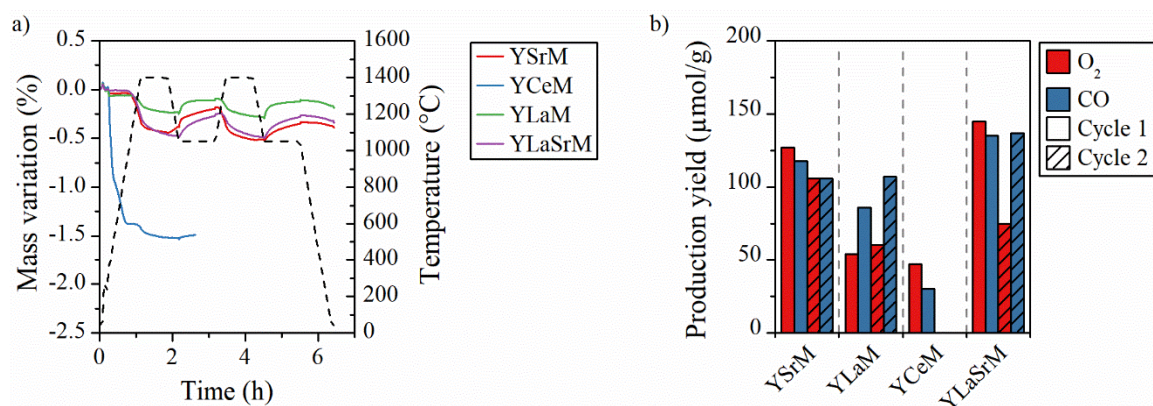 a)
Mass variation (%)
0.5
0.0
-0.5
-1.0
-1.5
-2.0
-2.5
0
2
4
6
Time (h)
1600
1400
1200
1000
800
600
400
200
0
Temperature (°C)
YSrM
YCeM
YLaM
YLaSrM
b)
Production yield (μmol/g)
200
150
100
50
0
YSrM
YLaM
YCeM
YLaSrM
O₂
CO
Cycle 1
Cycle 2